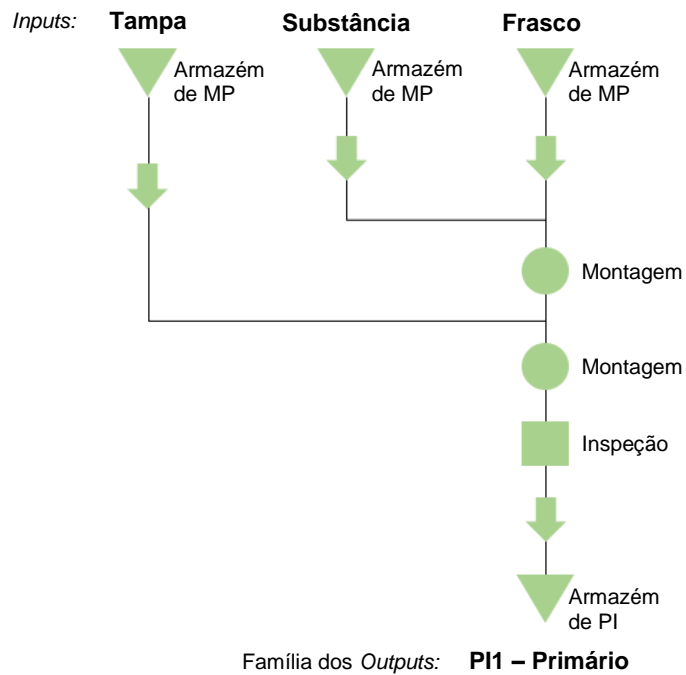 Inputs: Tampa Substância Frasco
Armazém de MP
Armazém de MP
Armazém de MP
Montagem
Montagem
Inspeção
Armazém de PI
Família dos Outputs: PI1 – Primário